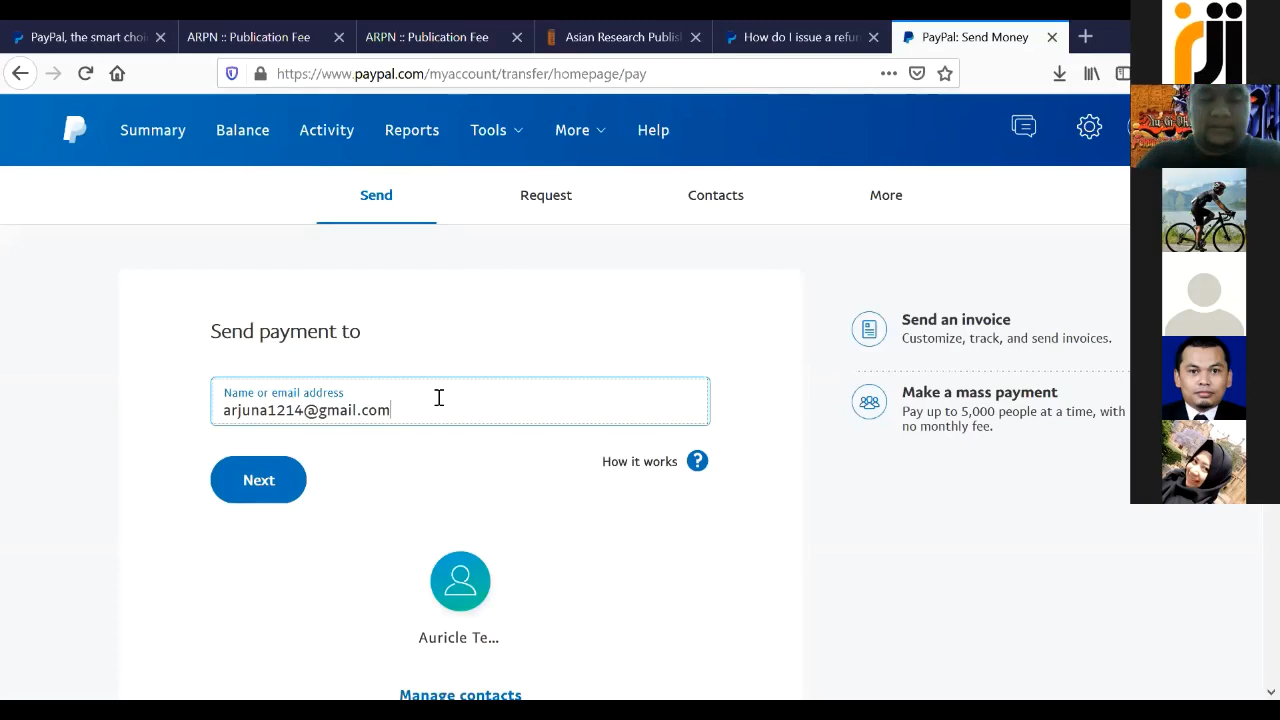 PayPal, the smart choi
ARPN :: Publication Fee
ARPN :: Publication Fee
Asian Research Publis
How do I issue a refun
PayPal: Send Money
https://www.paypal.com/myaccount/transfer/homepage/pay
Summary
Balance
Activity
Reports
Tools
More
Help
Send
Request
Contacts
More
Send payment to
Name or email address
arjuna1214@gmail.com
How it works ?
Next
Auricle Te...
Manage contacts
Send an invoice
Customize, track, and send invoices.
Make a mass payment
Pay up to 5,000 people at a time, with
no monthly fee.
rji